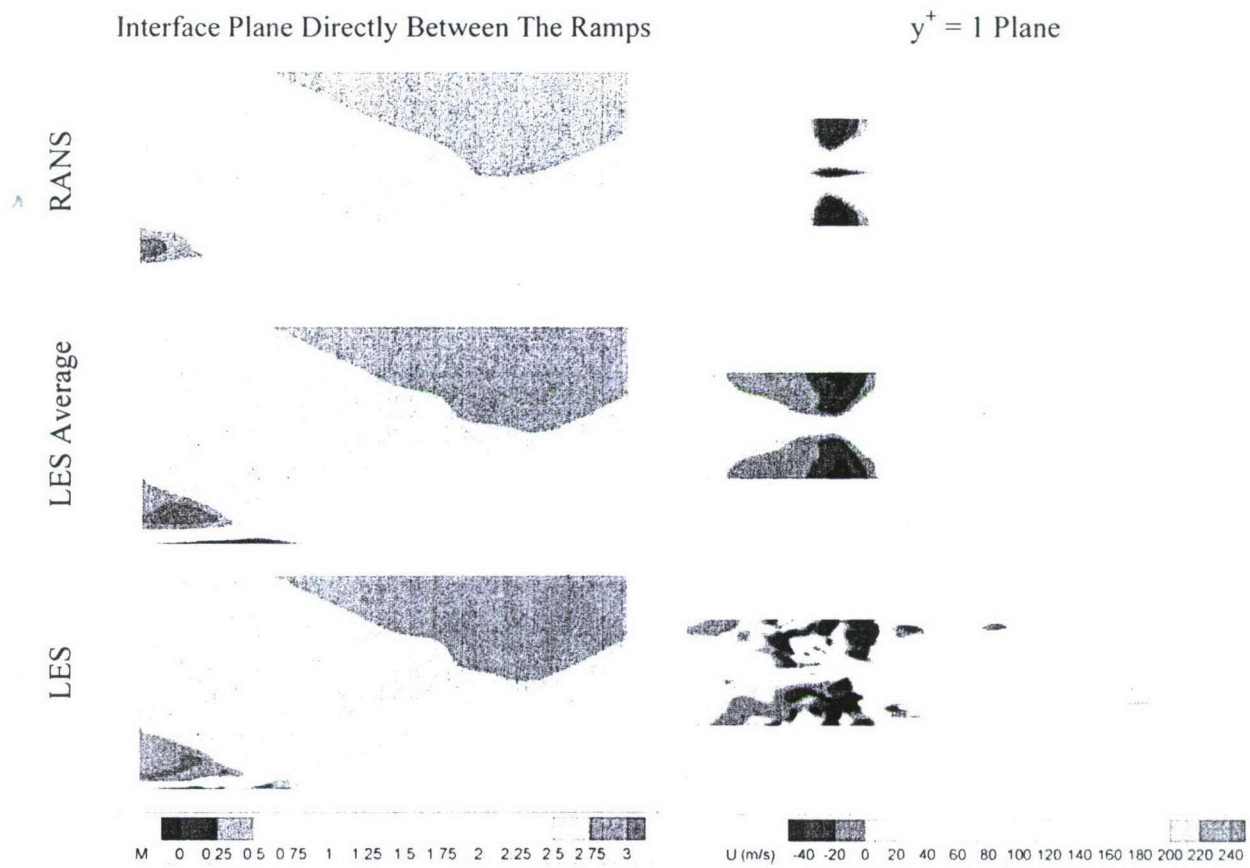 Interface Plane Directly Between The Ramps
y+ = 1 Plane
RANS
LES Average
LES
M 0 0 25 0 5 0 75 1 1 25 1 5 1 75 2 2.25 2 5 2 75 3
U (m/s) -40 -20 0 20 40 60 80 100 120 140 160 180 200 220 240